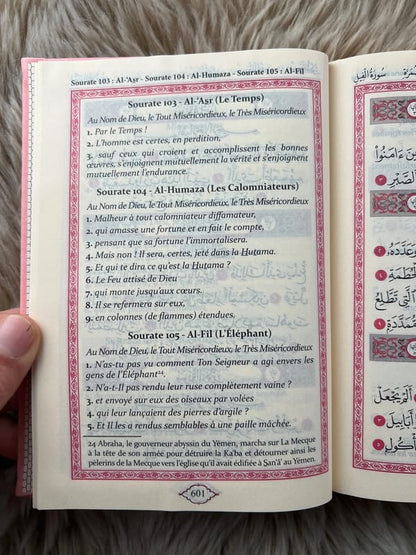 Sourate 103 : Al-ʻAṣr - Sourate 104 : Al-Humaza - Sourate 105 : Al-Fīl
Sourate 103 - Al-ʻAṣr (Le Temps)
Au Nom de Dieu, le Tout Miséricordieux, le Très Miséricordieux
1. Par le Temps !
2. L'homme est certes, en perdition,
3. sauf ceux qui croient et accomplissent les bonnes
œuvres, s'enjoignent mutuellement la vérité et s'enjoignent
mutuellement l'endurance.
Sourate 104 - Al-Humaza (Les Calomniateurs)
Au Nom de Dieu, le Tout Miséricordieux, le Très Miséricordieux
1. Malheur à tout calomniateur diffamateur,
2. qui amasse une fortune et en fait le compte,
3. pensant que sa fortune l'immortalisera.
4. Mais non ! Il sera, certes, jeté dans la Hutama.
5. Et qui te dira ce qu'est la Hutama ?
6. Le Feu attisé de Dieu
7. qui monte jusqu'aux cœurs.
8. Il se refermera sur eux,
9. en colonnes (de flammes) étendues.
Sourate 105 - Al-Fīl (L'Éléphant)
Au Nom de Dieu, le Tout Miséricordieux, le Très Miséricordieux
1. N'as-tu pas vu comment Ton Seigneur a agi envers les
gens de l'Éléphant²⁴.
2. N'a-t-Il pas rendu leur ruse complètement vaine ?
3. et envoyé sur eux des oiseaux par volées
4. qui leur lançaient des pierres d'argile ?
5. Et Il les a rendus semblables à une paille mâchée.
24 Abraha, le gouverneur abyssin du Yémen, marcha sur La Mecque
à la tête de son armée pour détruire la Kaʻba et détourner ainsi les
pèlerins de la Mecque vers l'église qu'il avait édifiée à Ṣanʻāʼ au Yémen.
601
سُورَةُ الفِيل